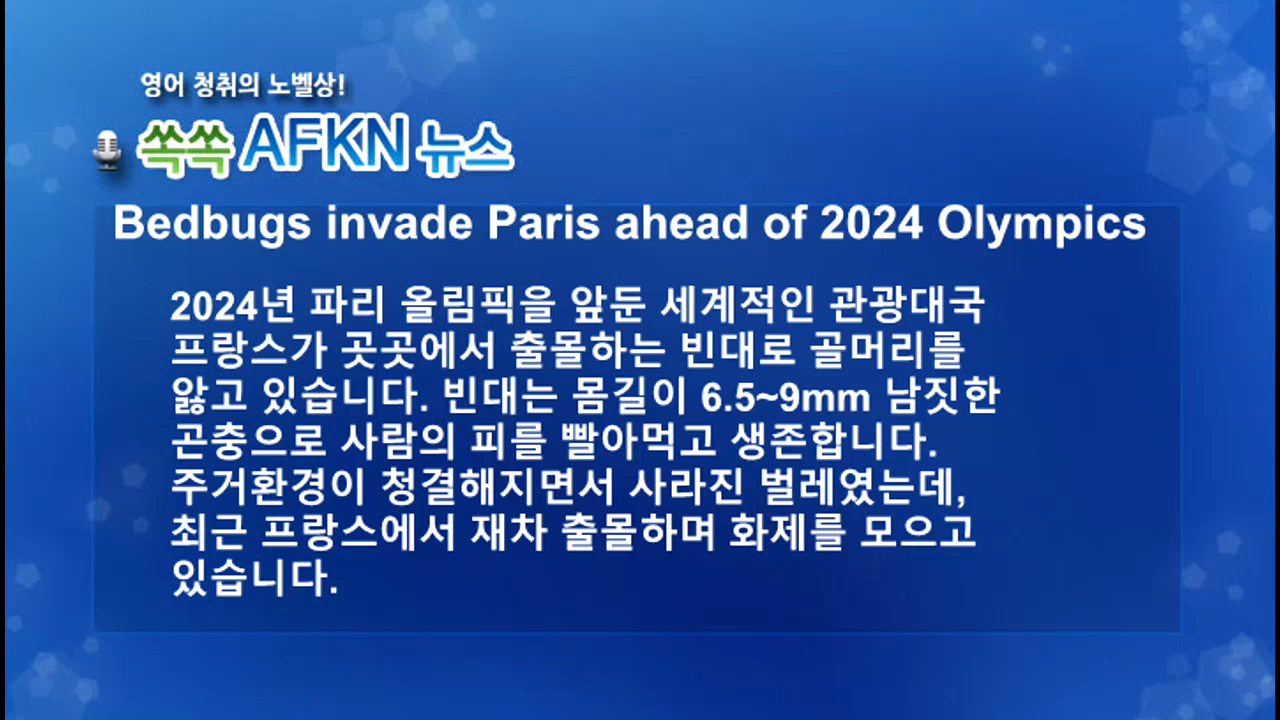 영어 청취의 노벨상!
쏙쏙 AFKN 뉴스
Bedbugs invade Paris ahead of 2024 Olympics
2024년 파리 올림픽을 앞둔 세계적인 관광대국
프랑스가 곳곳에서 출몰하는 빈대로 골머리를
앓고 있습니다. 빈대는 몸길이 6.5~9mm 남짓한
곤충으로 사람의 피를 빨아먹고 생존합니다.
주거환경이 청결해지면서 사라진 벌레였는데,
최근 프랑스에서 재차 출몰하며 화제를 모으고
있습니다.